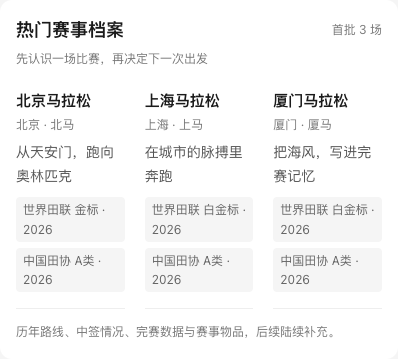 热门赛事档案
首批 3 场
先认识一场比赛，再决定下一次出发
北京马拉松
北京 · 北马
从天安门，跑向
奥林匹克
世界田联 金标 ·
2026
中国田协 A类 ·
2026
上海马拉松
上海 · 上马
在城市的脉搏里
奔跑
世界田联 白金标 ·
2026
中国田协 A类 ·
2026
厦门马拉松
厦门 · 厦马
把海风，写进完
赛记忆
世界田联 白金标 ·
2026
中国田协 A类 ·
2026
历年路线、中签情况、完赛数据与赛事物品，后续陆续补充。